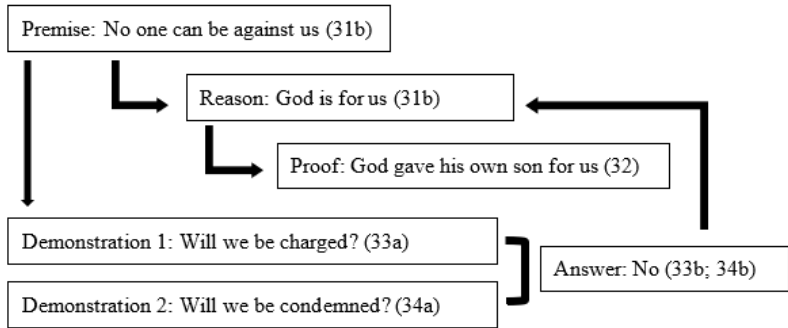 Premise: No one can be against us (31b)
Reason: God is for us (31b)
Proof: God gave his own son for us (32)
Demonstration 1: Will we be charged? (33a)
Answer: No (33b; 34b)
Demonstration 2: Will we be condemned? (34a)